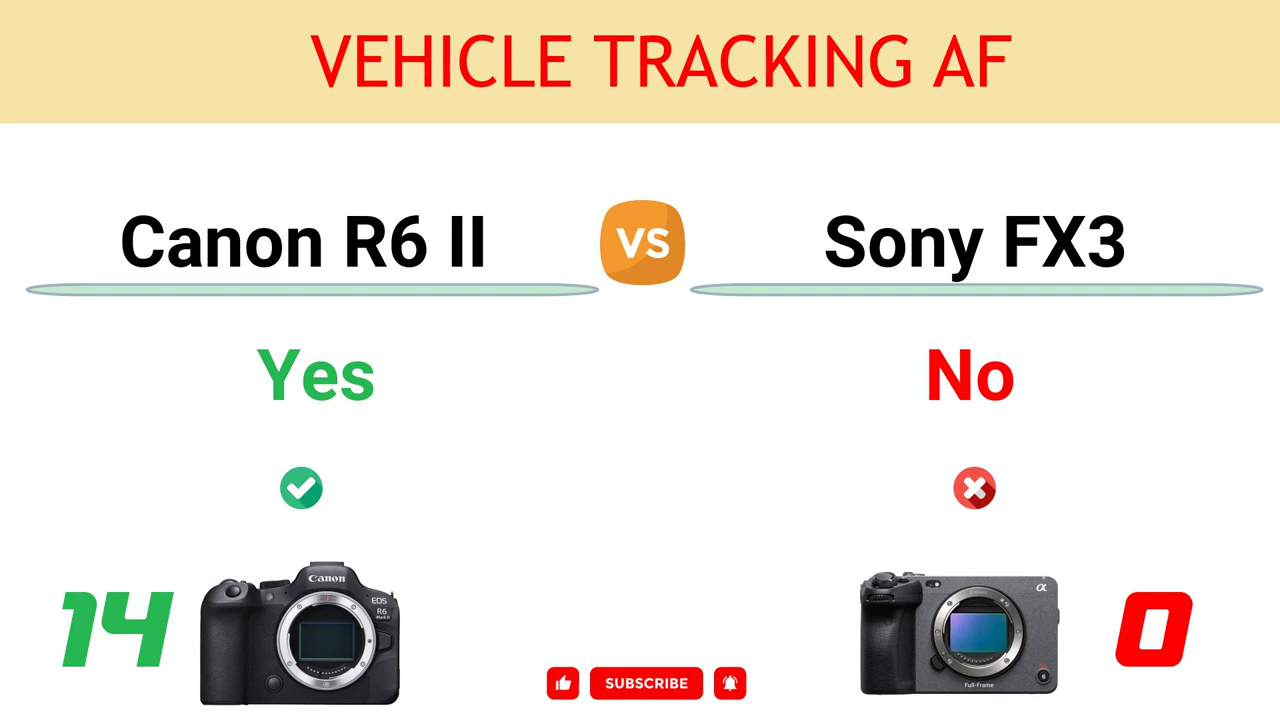 VEHICLE TRACKING AF
Canon R6 II
VS
Sony FX3
Yes
No
14
Canon
EOS
R6
Mark II
α
Full-Frame
0
SUBSCRIBE